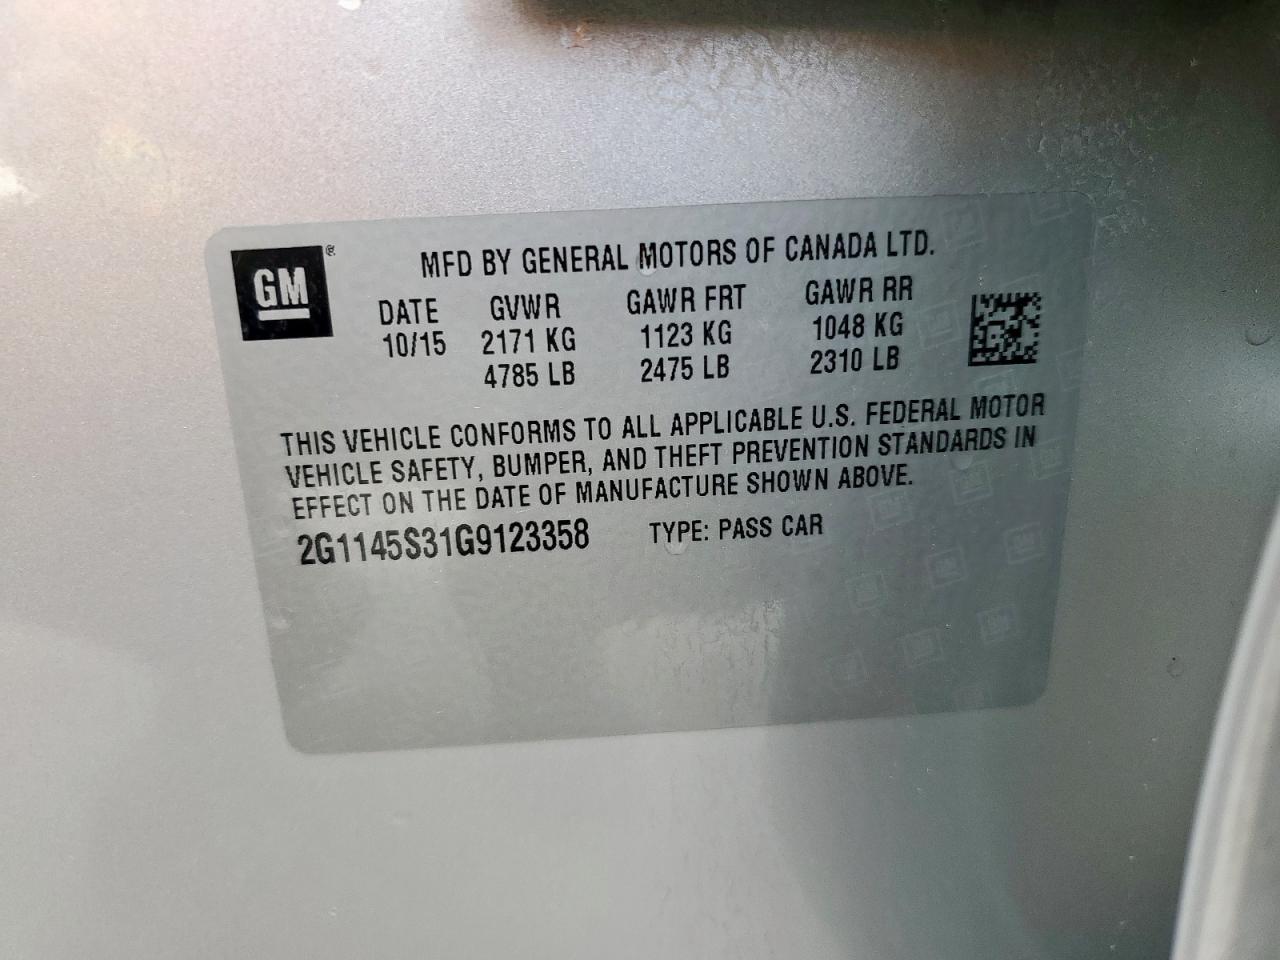 GM ®
MFD BY GENERAL MOTORS OF CANADA LTD.
DATE GVWR GAWR FRT GAWR RR
10/15 2171 KG 1123 KG 1048 KG
4785 LB 2475 LB 2310 LB
THIS VEHICLE CONFORMS TO ALL APPLICABLE U.S. FEDERAL MOTOR
VEHICLE SAFETY, BUMPER, AND THEFT PREVENTION STANDARDS IN
EFFECT ON THE DATE OF MANUFACTURE SHOWN ABOVE.
2G1145S31G9123358 TYPE: PASS CAR